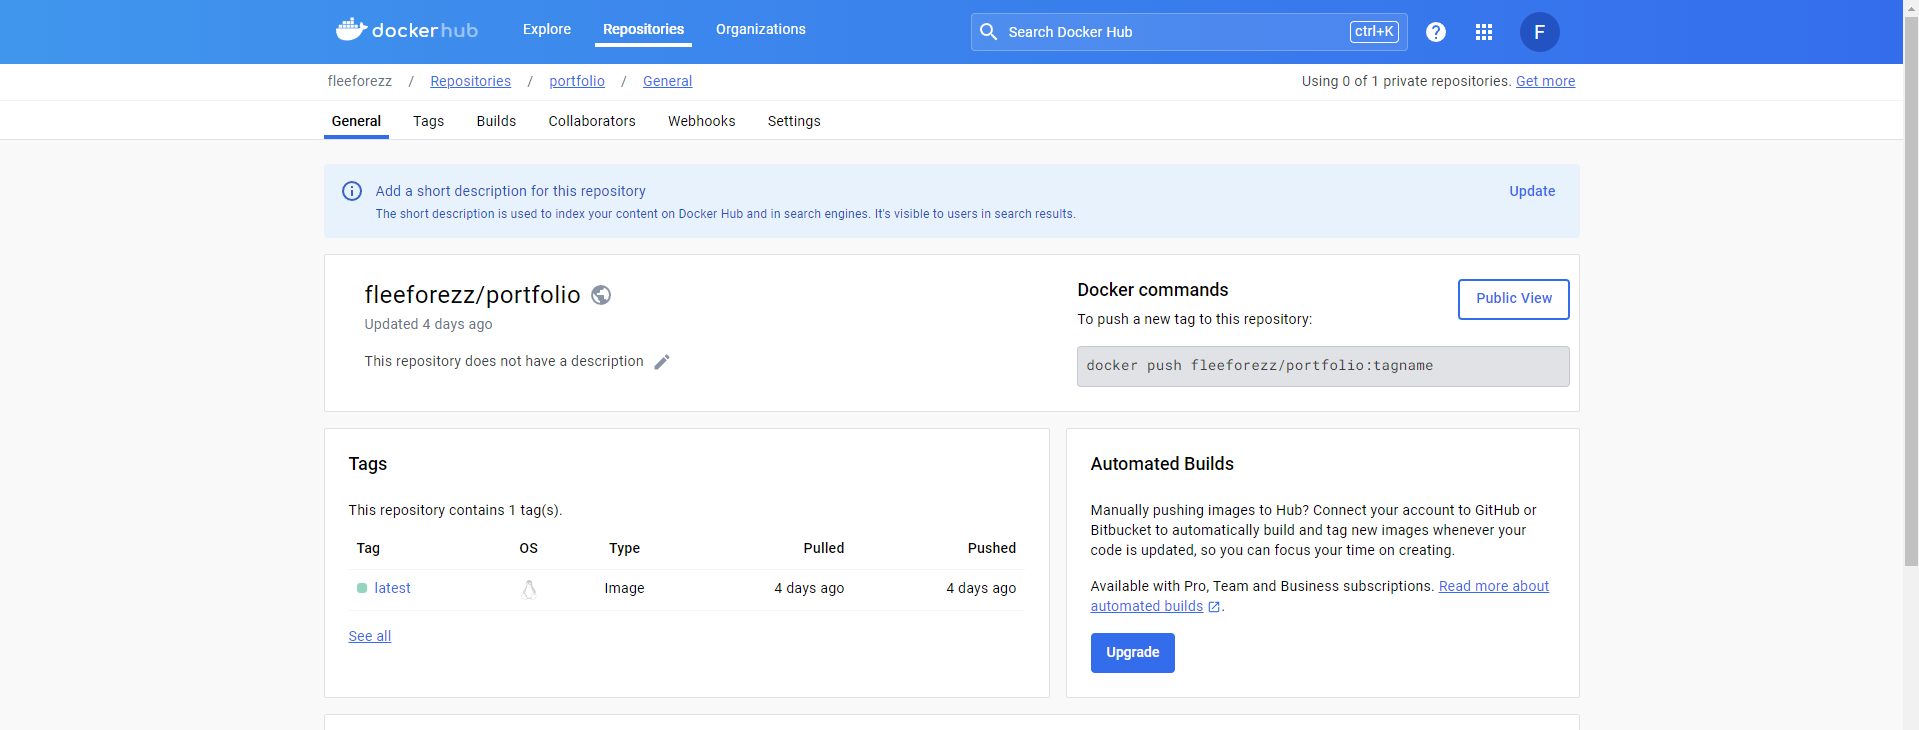 docker hub
Explore
Repositories
Organizations
Search Docker Hub
ctrl+K
?
F
fleeforezz / Repositories / portfolio / General
Using 0 of 1 private repositories. Get more
General
Tags
Builds
Collaborators
Webhooks
Settings
Add a short description for this repository
Update
The short description is used to index your content on Docker Hub and in search engines. It's visible to users in search results.
fleeforezz/portfolio
Updated 4 days ago
This repository does not have a description
Docker commands
Public View
To push a new tag to this repository:
docker push fleeforezz/portfolio:tagname
Tags
This repository contains 1 tag(s).
Tag OS Type Pulled Pushed
latest Image 4 days ago 4 days ago
See all
Automated Builds
Manually pushing images to Hub? Connect your account to GitHub or
Bitbucket to automatically build and tag new images whenever your
code is updated, so you can focus your time on creating.
Available with Pro, Team and Business subscriptions. Read more about
automated builds .
Upgrade